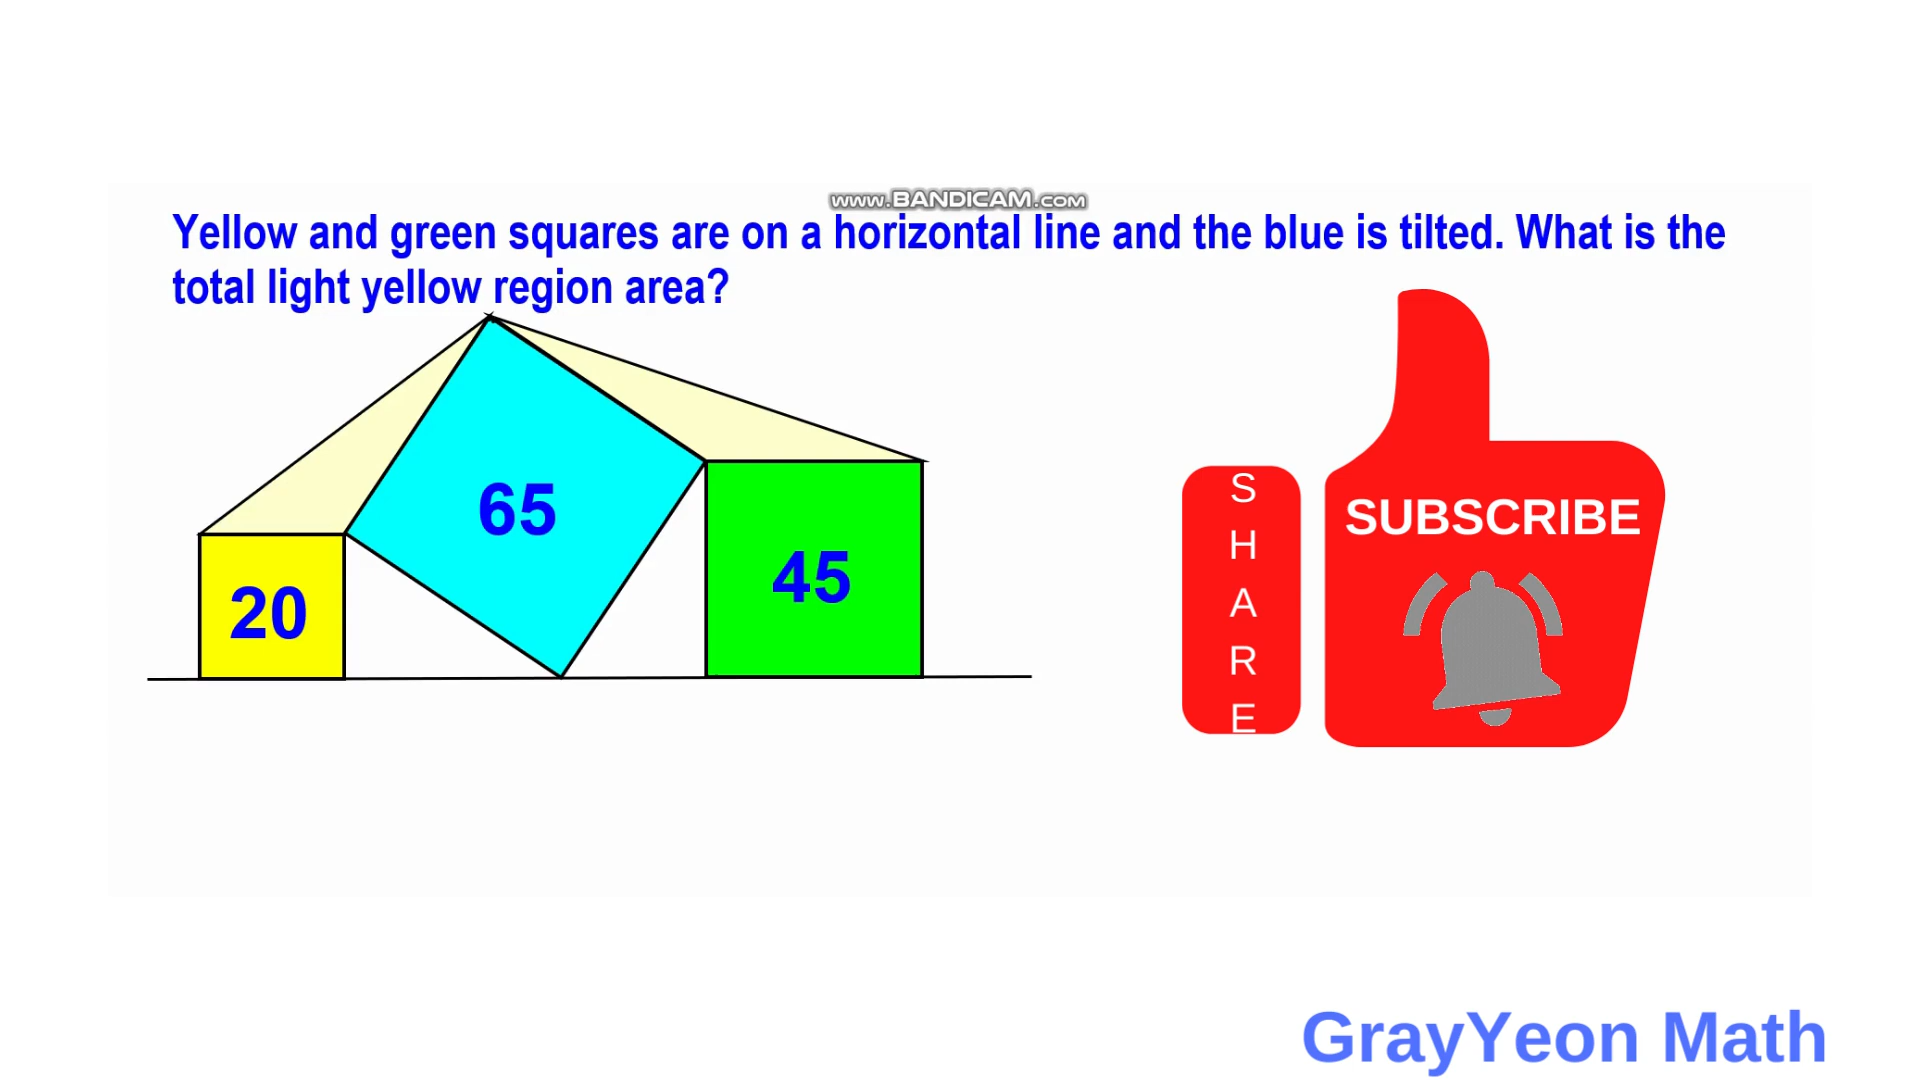 www.BANDICAM.com
Yellow and green squares are on a horizontal line and the blue is tilted. What is the
total light yellow region area?
65
20
45
S
H
A
R
E
SUBSCRIBE
GrayYeon Math